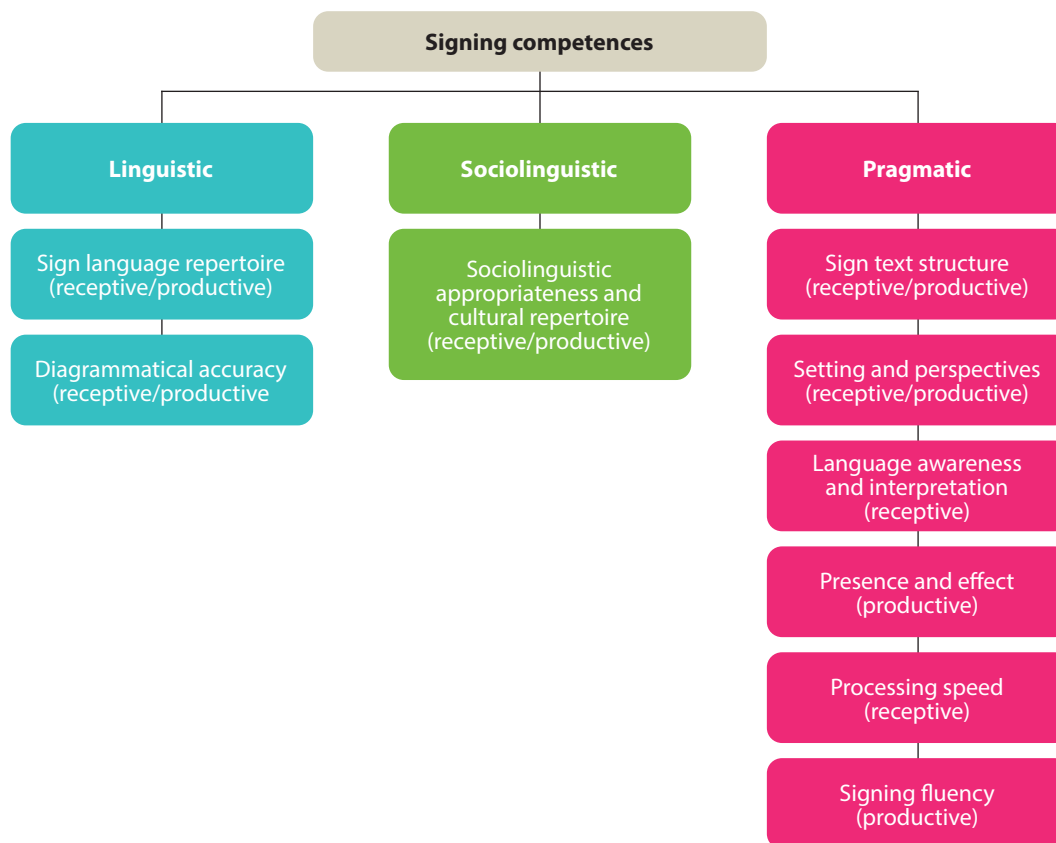 Signing competences
Linguistic
Sign language repertoire
(receptive/productive)
Diagrammatical accuracy
(receptive/productive
Sociolinguistic
Sociolinguistic
appropriateness and
cultural repertoire
(receptive/productive)
Pragmatic
Sign text structure
(receptive/productive)
Setting and perspectives
(receptive/productive)
Language awareness
and interpretation
(receptive)
Presence and effect
(productive)
Processing speed
(receptive)
Signing fluency
(productive)